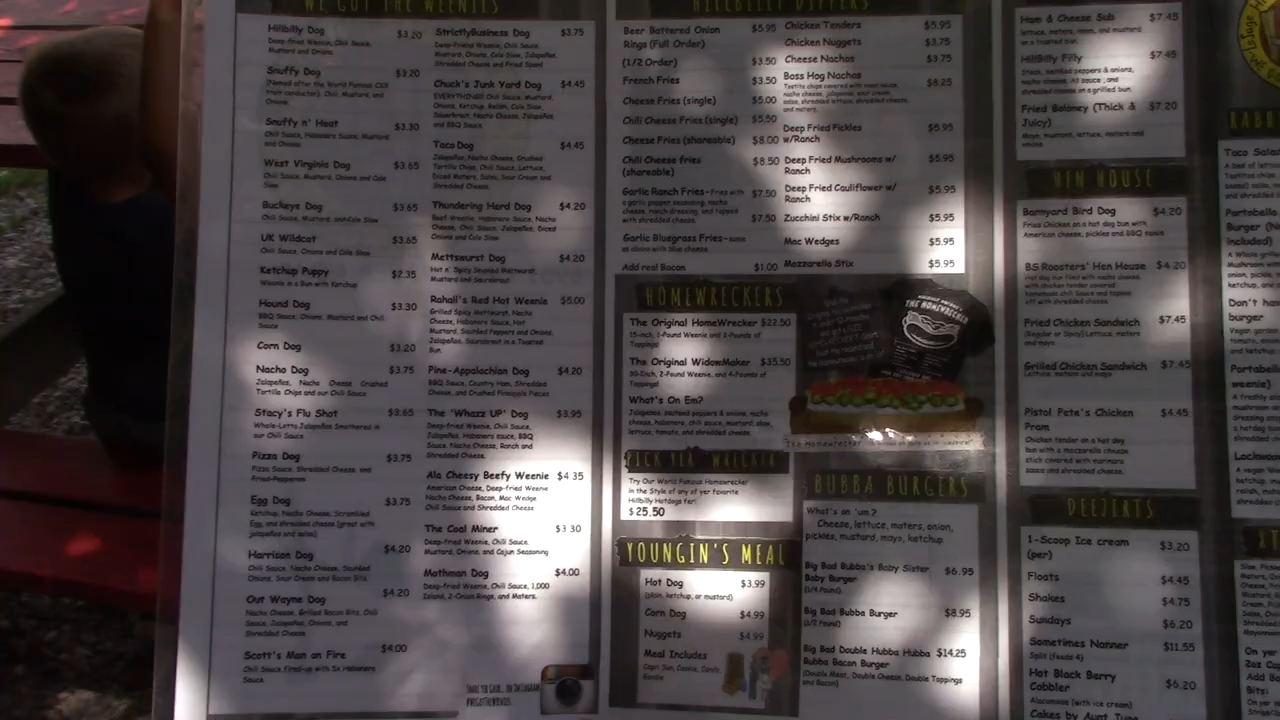 WE GOT THE WEENIES
Hillbilly Dog $3.20
Deep-fried Weenie, Chili Sauce,
Mustard and Onions
Snuffy Dog $3.20
(Named after the World Famous CSX
train conductor). Chili, Mustard, and
Onions.
Snuffy n' Heat $3.30
Chili Sauce, Habanero Sauce, Mustard
and Onions
West Virginia Dog $3.65
Chili Sauce, Mustard, Onions and Cole
Slaw
Buckeye Dog $3.65
Chili Sauce, Mustard, and Cole Slaw
UK Wildcat $3.65
Chili Sauce, Onions and Cole Slaw
Ketchup Puppy $2.35
Weenie in a Bun with Ketchup
Hound Dog $3.30
BBQ Sauce, Onions, Mustard and Chili
Sauce
Corn Dog $3.20
Nacho Dog $3.75
Jalapeños, Nacho Cheese Crushed
Tortilla Chips and our Chili Sauce
Stacy's Flu Shot $3.65
Whole-Lotta Jalapeños Smothered in
our Chili Sauce
Pizza Dog $3.75
Pizza Sauce, Shredded Cheese, and
Fried-Pepperoni
Egg Dog $3.75
Ketchup, Nacho Cheese, Scrambled
Egg, and shredded cheese (great with
jalapeños and salsa)
Harrison Dog $4.20
Chili Sauce, Nacho Cheese, Sautéed
Onions, Sour Cream and Bacon Bits
Out Wayne Dog $4.20
Nacho Cheese, Grilled Bacon Bits, Chili
Sauce, Jalapeños, Onions, and
Shredded Cheese
Scott's Man on Fire $4.00
Chili Sauce Fired-up with 5x Habanero
Sauce
StrictlyBusiness Dog $3.75
Deep-Friend Weenie, Chili Sauce,
Mustard, Onions, Cole Slaw, Jalapeños,
Shredded Cheese and Fried Spam!
Chuck's Junk Yard Dog $4.45
EVERYTHING!! Chili Sauce, Mustard,
Onions, Ketchup, Relish, Cole Slaw,
Sauerkraut, Nacho Cheese, Jalapeños
and BBQ Sauce
Taco Dog $4.45
Jalapeños, Nacho Cheese, Crushed
Tortilla Chips, Chili Sauce, Lettuce,
Diced Maters, Salsa, Sour Cream and
Shredded Cheese.
Thundering Herd Dog $4.20
Beef Weenie, Habanero Sauce, Nacho
Cheese, Chili Sauce, Jalapeños, Diced
Onions and Cole Slaw
Mettswurst Dog $4.20
Hot n' Spicy Smoked Mettwurst,
Mustard and Saurkraut
Rahall's Red Hot Weenie $5.00
Grilled Spicy Mettwurst, Nacho
Cheese, Habanero Sauce, Hot
Mustard, Sautéed Peppers and Onions,
Jalapeños, Saurkraut in a Toasted
Bun.
Pine-Appalachian Dog $4.20
BBQ Sauce, Country Ham, Shredded
Cheese, and Crushed Pineapple Pieces
The 'Whazz UP' Dog $3.95
Deep-fried Weenie, Chili Sauce,
Jalapeños, Habanero sauce, BBQ
Sauce, Nacho Cheese, Ranch and
Shredded Cheese.
Ala Cheesy Beefy Weenie $4.35
American Cheese, Deep-fried Weenie
Nacho Cheese, Bacon, Mac Wedge
Chili Sauce and Shredded Cheese
The Coal Miner $3.30
Deep-fried Weenie, Chili Sauce,
Mustard, Onions, and Cajun Seasoning
Mothman Dog $4.00
Deep-fried Weenie, Chili Sauce, 1,000
Island, 2-Onion Rings, and Maters.
HILLBILLY DIPPERS
Beer Battered Onion $5.95
Rings (Full Order)
(1/2 Order) $3.50
French Fries $3.50
Cheese Fries (single) $5.00
Chili Cheese Fries (single) $5.50
Cheese Fries (shareable) $8.00
Chili Cheese fries $8.50
(shareable)
Garlic Ranch Fries-Fries with $7.50
a garlic pepper seasoning, nacho
cheese, ranch dressing, and topped
with shredded cheese.
Garlic Bluegrass Fries-same $7.50
as above with blue cheese.
Add real Bacon $1.00
Chicken Tenders $5.95
Chicken Nuggets $3.75
Cheese Nachos $3.75
Boss Hog Nachos $8.25
Tostito chips covered with meat sauce,
nacho cheese, jalapenos, sour cream
salsa, shredded lettuce, shredded cheese,
and maters.
Deep Fried Pickles $5.95
w/Ranch
Deep Fried Mushrooms w/ $5.95
Ranch
Deep Fried Cauliflower w/ $5.95
Ranch
Zucchini Stix w/Ranch $5.95
Mac Wedges $5.95
Mozzarella Stix $5.95
HOMEWRECKERS
The Original HomeWrecker $22.50
15-inch, 1-Pound Weenie and 2-Pounds of
Toppings!
The Original WidowMaker $35.50
30-Inch, 2-Pound Weenie, and 4-Pounds of
Toppings!
What's On Em?
Jalapenos, sauteed peppers & onions, nacho
cheese, habanero, chili sauce, mustard, slaw,
lettuce, tomato, and shredded cheese.
THE HOMEWRECKER
PICK YER WRECKER
Try Our World Famous Homewrecker
in the Style of any of yer favorite
Hillbilly Hotdogs fer!
$25.50
YOUNGIN'S MEAL
Hot Dog $3.99
(plain, ketchup, or mustard)
Corn Dog $4.99
Nuggets $4.99
Meal Includes
Capri Sun, Cookie, Candy
BUBBA BURGERS
What's on 'um?
Cheese, lettuce, maters, onion,
pickles, mustard, mayo, ketchup
Big Bad Bubba's Baby Sister $6.95
Baby Burger
(1/4 Pound)
Big Bad Bubba Burger $8.95
(1/2 Pound)
Big Bad Double Hubba Hubba $14.25
Bubba Bacon Burger
(Double Meat, Double Cheese, Double Toppings
and Bacon)
Ham & Cheese Sub $7.45
lettuce, maters, onion, and mustard
on a toasted bun.
Hillbilly Filly $7.45
Steak, sauteed peppers & onions,
nacho cheese, A1 sauce, and
shredded cheese on a grilled bun.
Fried Baloney (Thick & $7.20
Juicy)
Mayo, mustard, lettuce, maters and
onions.
HEN HOUSE
Barnyard Bird Dog $4.20
Fried Chicken on a hot dog bun with
American cheese, pickles and BBQ sauce
BS Roosters' Hen House $4.20
Hot dog bun filled with nacho cheese,
with chicken tender covered
homemade chili Sauce and topped
off with shredded cheese.
Fried Chicken Sandwich $7.45
(Regular or Spicy) Lettuce, maters
and mayo
Grilled Chicken Sandwich $7.45
Lettuce, maters and mayo
Pistol Pete's Chicken $4.45
Pram
Chicken tender on a hot dog
bun with a mozzarella cheese
stick covered with marinara
sauce and shredded cheese.
DEEZERTS
1-Scoop Ice cream $3.20
(per)
Floats $4.45
Shakes $4.75
Sundays $6.20
Sometimes Nanner $11.55
Split (feeds 4)
Hot Black Berry $6.20
Cobbler
Alacomode (with ice cream)
Cakes by Aunt
Taco Sala
Portabel
Burger (N
included)
Don't ha
burger
Portabel
weenie)